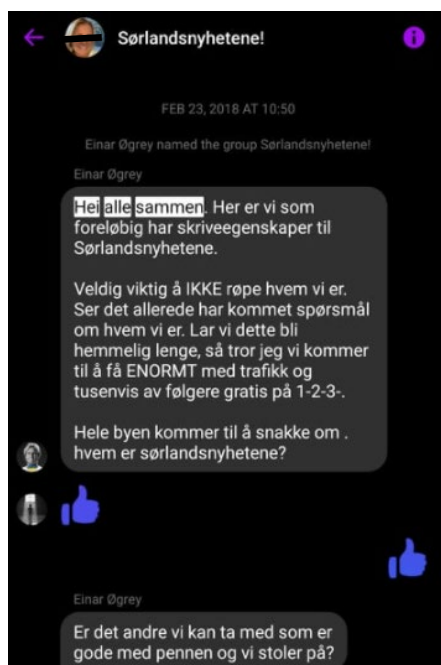 Sørlandsnyhetene!
FEB 23, 2018 AT 10:50
Einar Øgrey named the group Sørlandsnyhetene!
Einar Øgrey
Hei alle sammen. Her er vi som
foreløbig har skriveegenskaper til
Sørlandsnyhetene.
Veldig viktig å IKKE røpe hvem vi er.
Ser det allerede har kommet spørsmål
om hvem vi er. Lar vi dette bli
hemmelig lenge, så tror jeg vi kommer
til å få ENORMT med trafikk og
tusenvis av følgere gratis på 1-2-3-.
Hele byen kommer til å snakke om .
hvem er sørlandsnyhetene?
Einar Øgrey
Er det andre vi kan ta med som er
gode med pennen og vi stoler på?